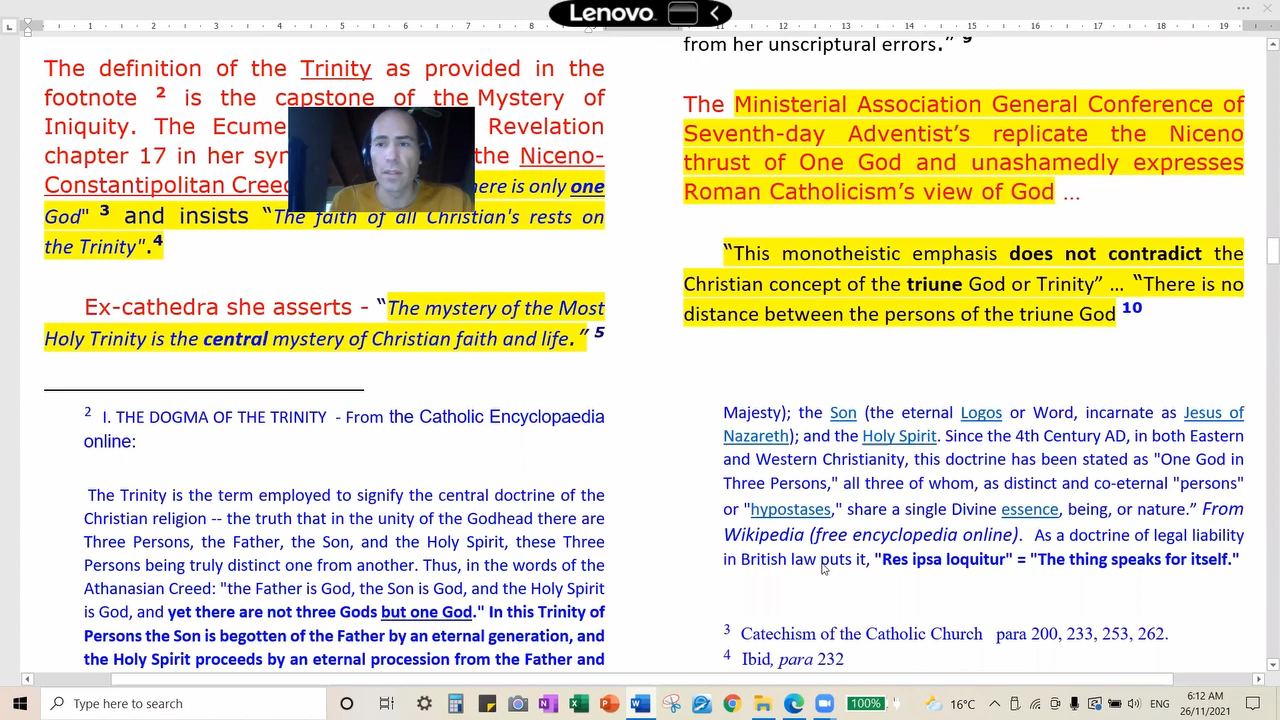 Lenovo
The definition of the Trinity as provided in the
footnote 2 is the capstone of the Mystery of
Iniquity. The Ecume Revelation
chapter 17 in her syn the Niceno-
Constantipolitan Creed here is only one
God" 3 and insists “The faith of all Christian's rests on
the Trinity".4
Ex-cathedra she asserts - “The mystery of the Most
Holy Trinity is the central mystery of Christian faith and life.” 5
2 I. THE DOGMA OF THE TRINITY - From the Catholic Encyclopaedia
online:
The Trinity is the term employed to signify the central doctrine of the
Christian religion -- the truth that in the unity of the Godhead there are
Three Persons, the Father, the Son, and the Holy Spirit, these Three
Persons being truly distinct one from another. Thus, in the words of the
Athanasian Creed: "the Father is God, the Son is God, and the Holy Spirit
is God, and yet there are not three Gods but one God." In this Trinity of
Persons the Son is begotten of the Father by an eternal generation, and
the Holy Spirit proceeds by an eternal procession from the Father and
from her unscriptural errors.” 9
The Ministerial Association General Conference of
Seventh-day Adventist’s replicate the Niceno
thrust of One God and unashamedly expresses
Roman Catholicism’s view of God ...
“This monotheistic emphasis does not contradict the
Christian concept of the triune God or Trinity” ... “There is no
distance between the persons of the triune God 10
Majesty); the Son (the eternal Logos or Word, incarnate as Jesus of
Nazareth); and the Holy Spirit. Since the 4th Century AD, in both Eastern
and Western Christianity, this doctrine has been stated as "One God in
Three Persons," all three of whom, as distinct and co-eternal "persons"
or "hypostases," share a single Divine essence, being, or nature.” From
Wikipedia (free encyclopedia online). As a doctrine of legal liability
in British law puts it, "Res ipsa loquitur" = "The thing speaks for itself."
3 Catechism of the Catholic Church para 200, 233, 253, 262.
4 Ibid, para 232
Type here to search
100%
16°C
ENG
6:12 AM
26/11/2021